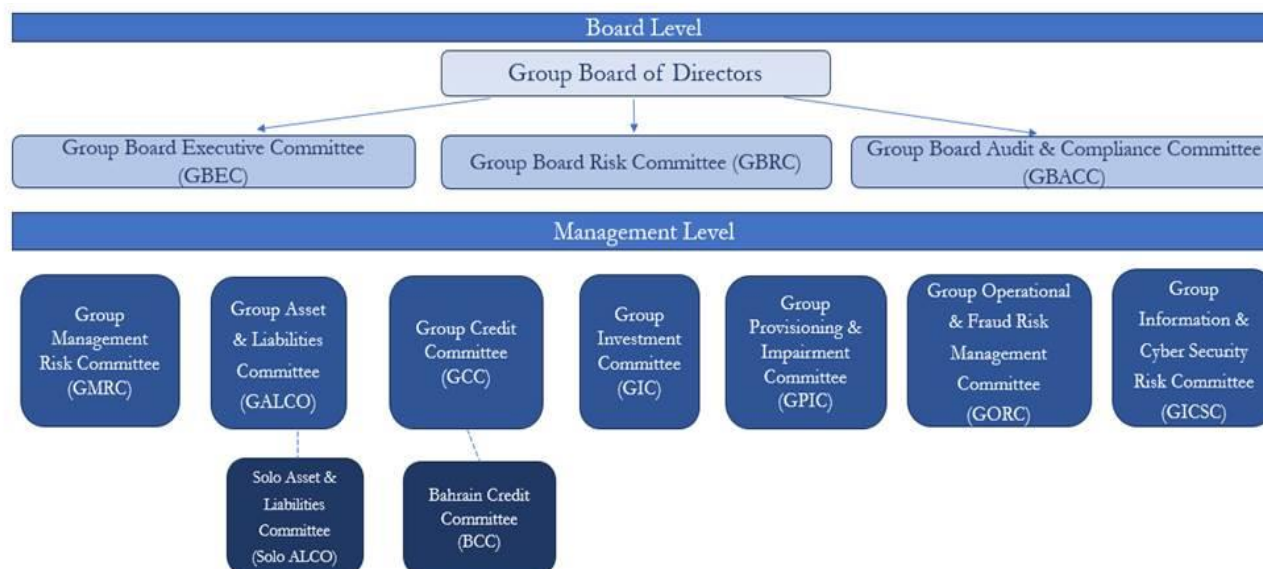 Board Level
Group Board of Directors
Group Board Executive Committee
(GBEC)
Group Board Risk Committee (GBRC)
Group Board Audit & Compliance Committee
(GBACC)
Management Level
Group
Management
Risk Committee
(GMRC)
Group Asset
& Liabilities
Committee
(GALCO)
Group Credit
Committee
(GCC)
Group
Investment
Committee
(GIC)
Group
Provisioning &
Impairment
Committee
(GPIC)
Group Operational
& Fraud Risk
Management
Committee
(GORC)
Group
Information &
Cyber Security
Risk Committee
(GICSC)
Solo Asset &
Liabilities
Committee
(Solo ALCO)
Bahrain Credit
Committee
(BCC)